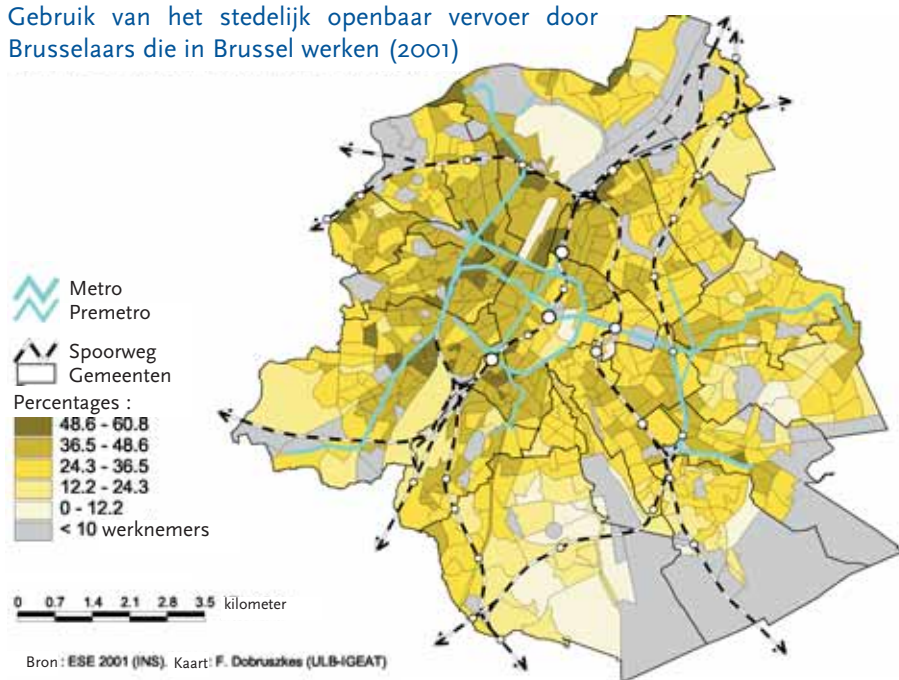 Gebruik van het stedelijk openbaar vervoer door
Brusselaars die in Brussel werken (2001)
Metro
Premetro
Spoorweg
Gemeenten
Percentages :
48.6 - 60.8
36.5 - 48.6
24.3 - 36.5
12.2 - 24.3
0 - 12.2
< 10 werknemers
0 0.7 1.4 2.1 2.8 3.5 kilometer
Bron : ESE 2001 (INS). Kaart : F. Dobruszkes (ULB-IGEAT)